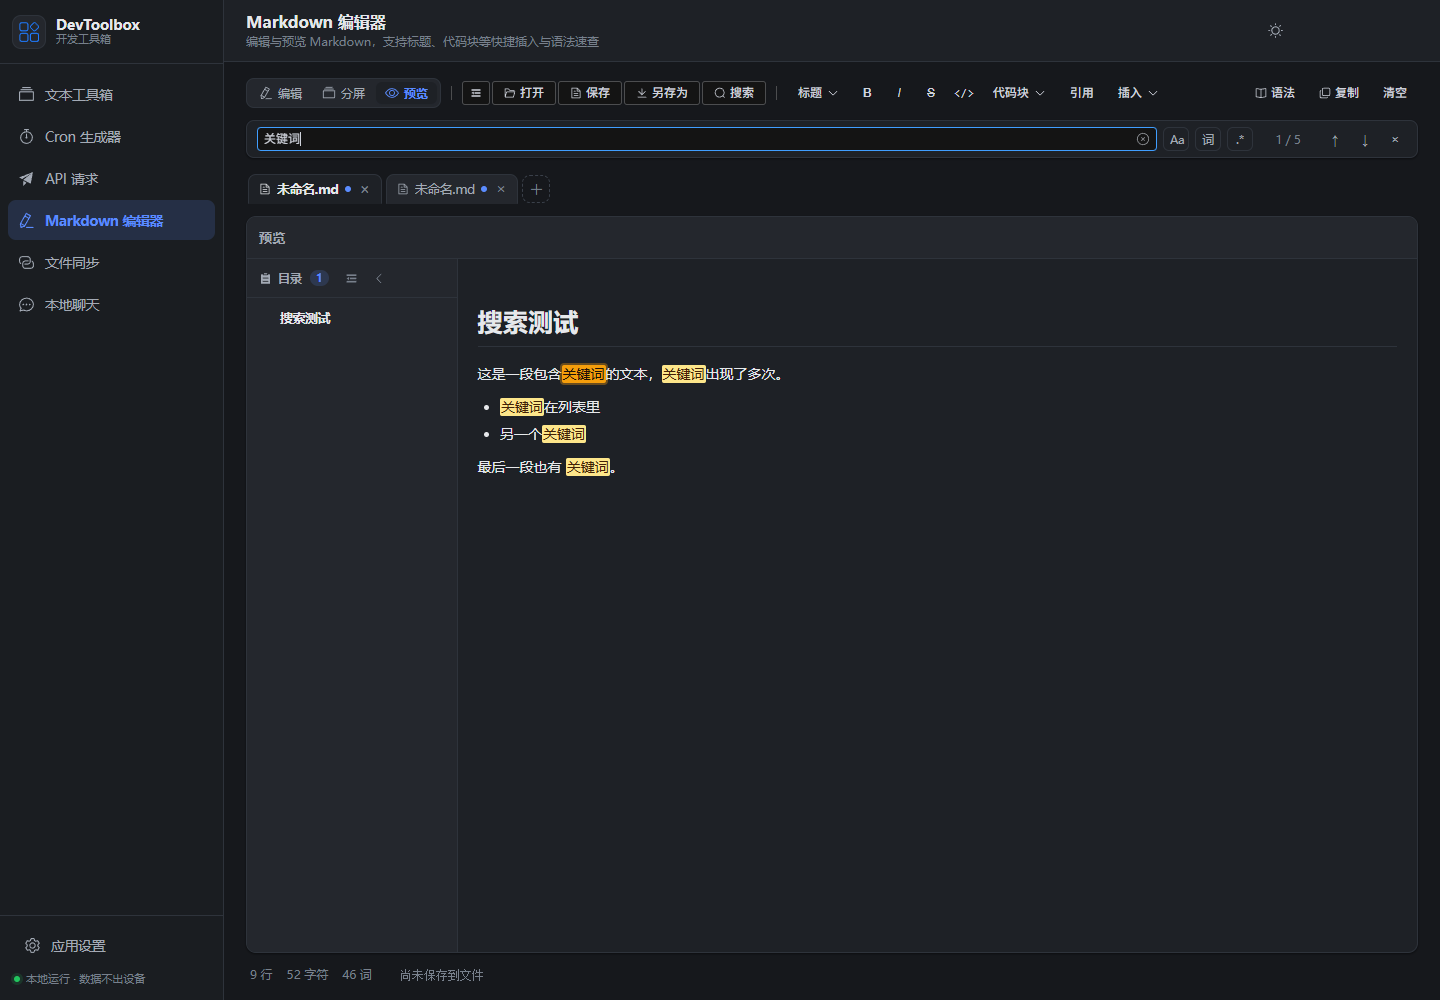 DevToolbox
开发工具箱
文本工具箱
Cron 生成器
API 请求
Markdown 编辑器
文件同步
本地聊天
应用设置
本地运行 · 数据不出设备
Markdown 编辑器
编辑与预览 Markdown，支持标题、代码块等快捷插入与语法速查
编辑 分屏 预览 打开 保存 另存为 搜索 标题 B I S </> 代码块 引用 插入 语法 复制 清空
关键词 Aa 词 .* 1 / 5 ↑ ↓ ×
未命名.md × 未命名.md × +
预览
目录 1
搜索测试
搜索测试
这是一段包含关键词的文本，关键词出现了多次。
• 关键词在列表里
• 另一个关键词
最后一段也有 关键词。
9 行 52 字符 46 词 尚未保存到文件